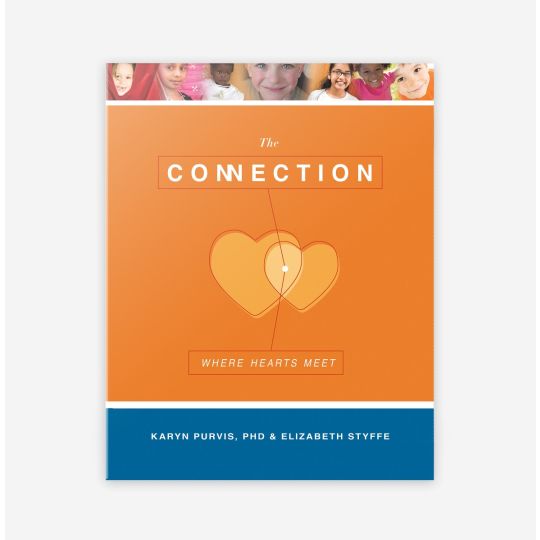 The
CONNECTION
WHERE HEARTS MEET
KARYN PURVIS, PHD & ELIZABETH STYFFE